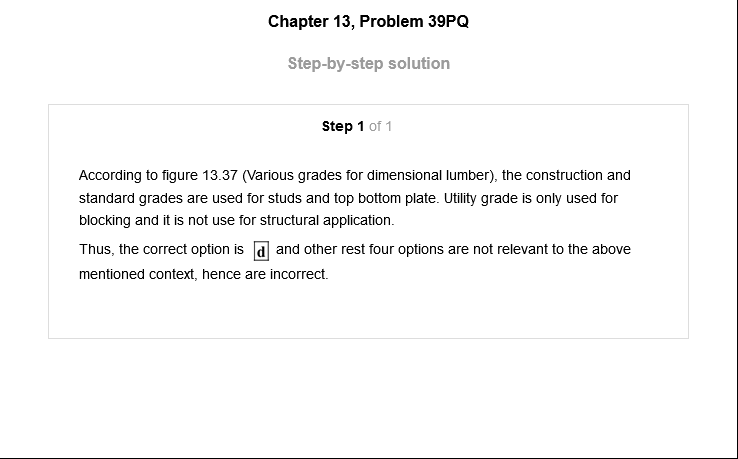 Chapter 13, Problem 39PQ
Step-by-step solution
Step 1 of 1
According to figure 13.37 (Various grades for dimensional lumber), the construction and
standard grades are used for studs and top bottom plate. Utility grade is only used for
blocking and it is not use for structural application.
Thus, the correct option is d and other rest four options are not relevant to the above
mentioned context, hence are incorrect.